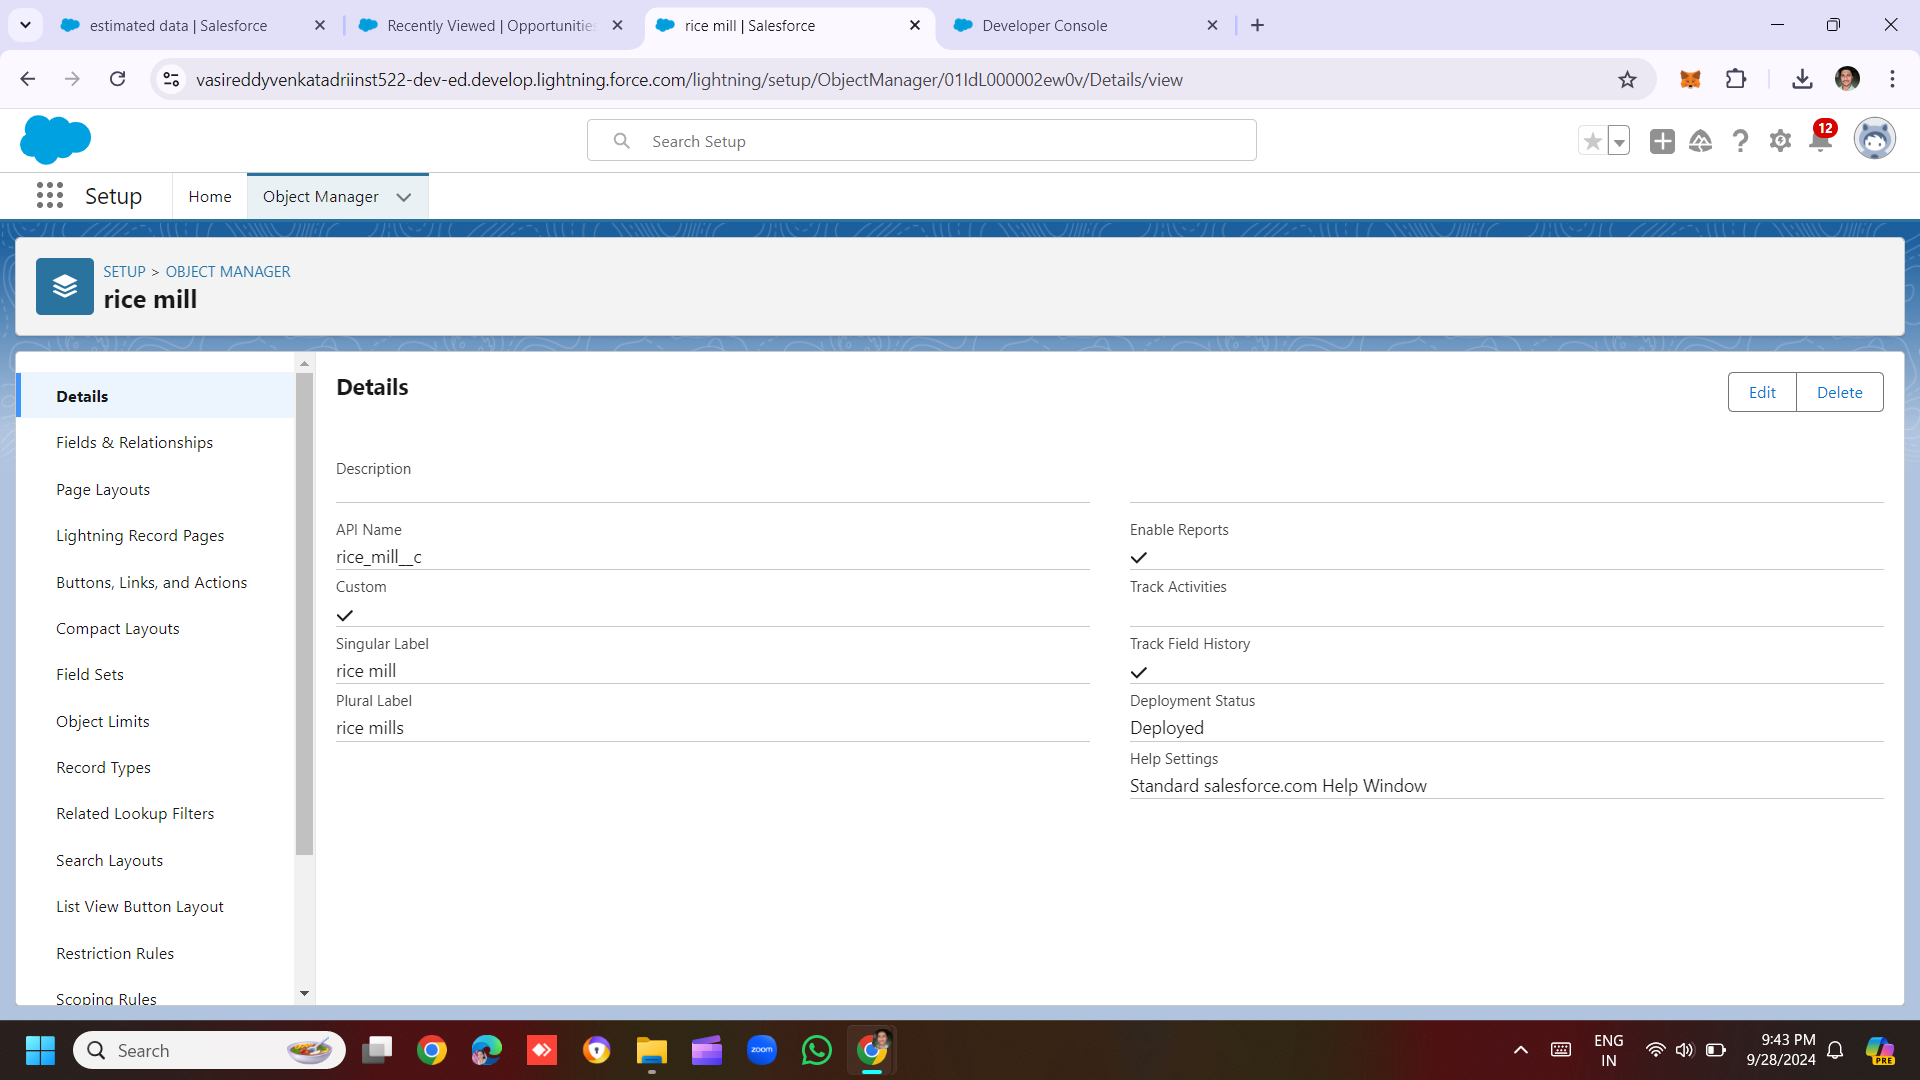 estimated data | Salesforce
Recently Viewed | Opportunities
rice mill | Salesforce
Developer Console
vasireddyvenkatadriinst522-dev-ed.develop.lightning.force.com/lightning/setup/ObjectManager/01IdL000002ew0v/Details/view
Search Setup
12
Setup
Home
Object Manager
SETUP > OBJECT MANAGER
rice mill
Details
Fields & Relationships
Page Layouts
Lightning Record Pages
Buttons, Links, and Actions
Compact Layouts
Field Sets
Object Limits
Record Types
Related Lookup Filters
Search Layouts
List View Button Layout
Restriction Rules
Scoping Rules
Details
Edit
Delete
Description
API Name
rice_mill__c
Custom
Singular Label
rice mill
Plural Label
rice mills
Enable Reports
Track Activities
Track Field History
Deployment Status
Deployed
Help Settings
Standard salesforce.com Help Window
Search
zoom
ENG
IN
9:43 PM
9/28/2024
PRE